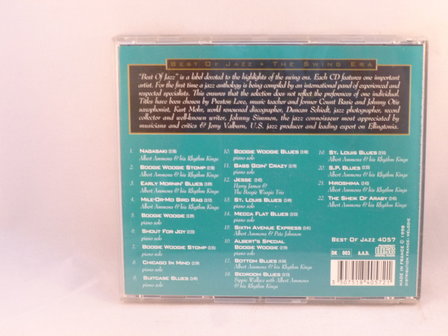 Best Of Jazz • The Swing Era
"Best Of Jazz" is a label devoted to the highlights of the swing era. Each CD features one important
artist. For the first time a jazz anthology is being compiled by an international panel of experienced and
respected specialists. This ensures that the selection does not reflect the preferences of one individual.
Titles have been chosen by Preston Love, music teacher and former Count Basie and Johnny Otis
saxophonist, Kurt Mohr, world renowned discographer, Duncan Schiedt, jazz photographer, record
collector and well-known writer, Johnny Simmen, the jazz connoisseur most appreciated by
musicians and critics & Jerry Valburn, U.S. jazz producer and leading expert on Ellingtonia.
1. Nagasaki
Albert Ammons & his Rhythm Kings
2. Boogie Woogie Stomp
Albert Ammons & his Rhythm Kings
3. Early Mornin' Blues
Albert Ammons & his Rhythm Kings
4. Mile-Or-Mo Bird Rag
Albert Ammons & his Rhythm Kings
5. Boogie Woogie
piano solo
6. Shout For Joy
piano solo
7. Boogie Woogie Stomp
piano solo
8. Chicago In Mind
piano solo
9. Suitcase Blues
piano solo
10. Boogie Woogie Blues
piano solo
11. Bass Goin' Crazy
piano solo
12. Jesse
Harry James &
The Boogie Woogie Trio
13. St. Louis Blues
piano solo
14. Mecca Flat Blues
piano solo
15. Sixth Avenue Express
Albert Ammons & Pete Johnson
16. Albert's Special
Boogie Woogie
piano solo
17. Bottom Blues
Albert Ammons & his Rhythm Kings
18. Bedroom Blues
Sippie Wallace with Albert Ammons
& his Rhythm Kings
19. St. Louis Blues
Albert Ammons & his Rhythm Kings
20. S.P. Blues
Albert Ammons & his Rhythm Kings
21. Hiroshima
Albert Ammons & his Rhythm Kings
22. The Sheik Of Araby
Albert Ammons & his Rhythm Kings
Best Of Jazz 4057